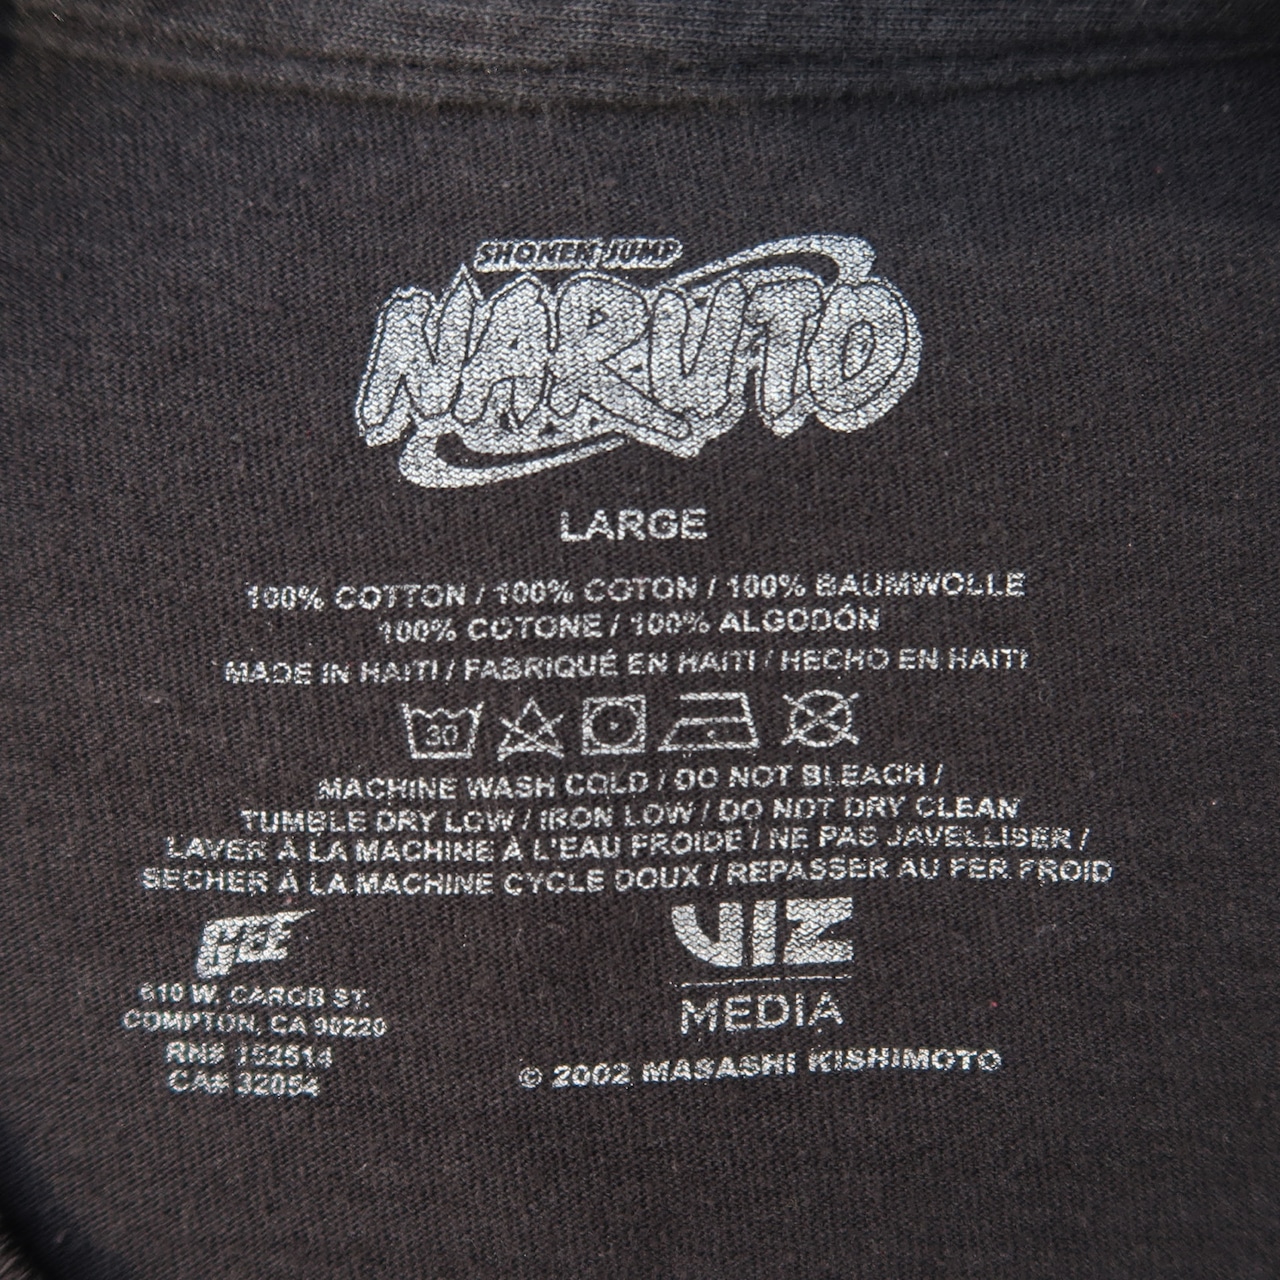 SHONEN JUMP
NARUTO
LARGE
100% COTTON / 100% COTON / 100% BAUMWOLLE
100% COTONE / 100% ALGODÓN
MADE IN HAITI / FABRIQUÉ EN HAITI / HECHO EN HAITI
30
MACHINE WASH COLD / DO NOT BLEACH /
TUMBLE DRY LOW / IRON LOW / DO NOT DRY CLEAN
LAVER À LA MACHINE À L'EAU FROIDE / NE PAS JAVELLISER /
SECHER À LA MACHINE CYCLE DOUX / REPASSER AU FER FROID
GEE
610 W. CAROB ST.
COMPTON, CA 90220
RN# 152514
CA# 32054
VIZ
MEDIA
© 2002 MASASHI KISHIMOTO